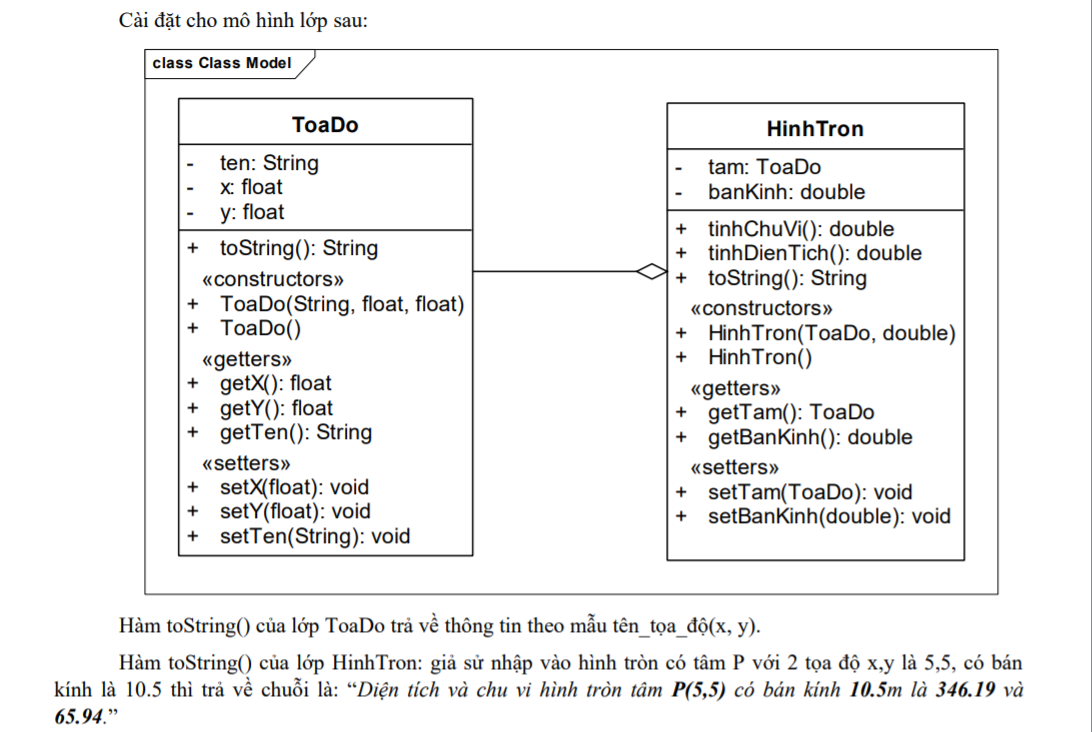 Cài đặt cho mô hình lớp sau:
class Class Model
ToaDo
- ten: String
- x: float
- y: float
+ toString(): String
«constructors»
+ ToaDo(String, float, float)
+ ToaDo()
«getters»
+ getX(): float
+ getY(): float
+ getTen(): String
«setters»
+ setX(float): void
+ setY(float): void
+ setTen(String): void
HinhTron
- tam: ToaDo
- banKinh: double
+ tinhChuVi(): double
+ tinhDienTich(): double
+ toString(): String
«constructors»
+ HinhTron(ToaDo, double)
+ HinhTron()
«getters»
+ getTam(): ToaDo
+ getBanKinh(): double
«setters»
+ setTam(ToaDo): void
+ setBanKinh(double): void
Hàm toString() của lớp ToaDo trả về thông tin theo mẫu tên_tọa_độ(x, y).
Hàm toString() của lớp HinhTron: giả sử nhập vào hình tròn có tâm P với 2 tọa độ x,y là 5,5, có bán
kính là 10.5 thì trả về chuỗi là: “Diện tích và chu vi hình tròn tâm P(5,5) có bán kính 10.5m là 346.19 và
65.94.”